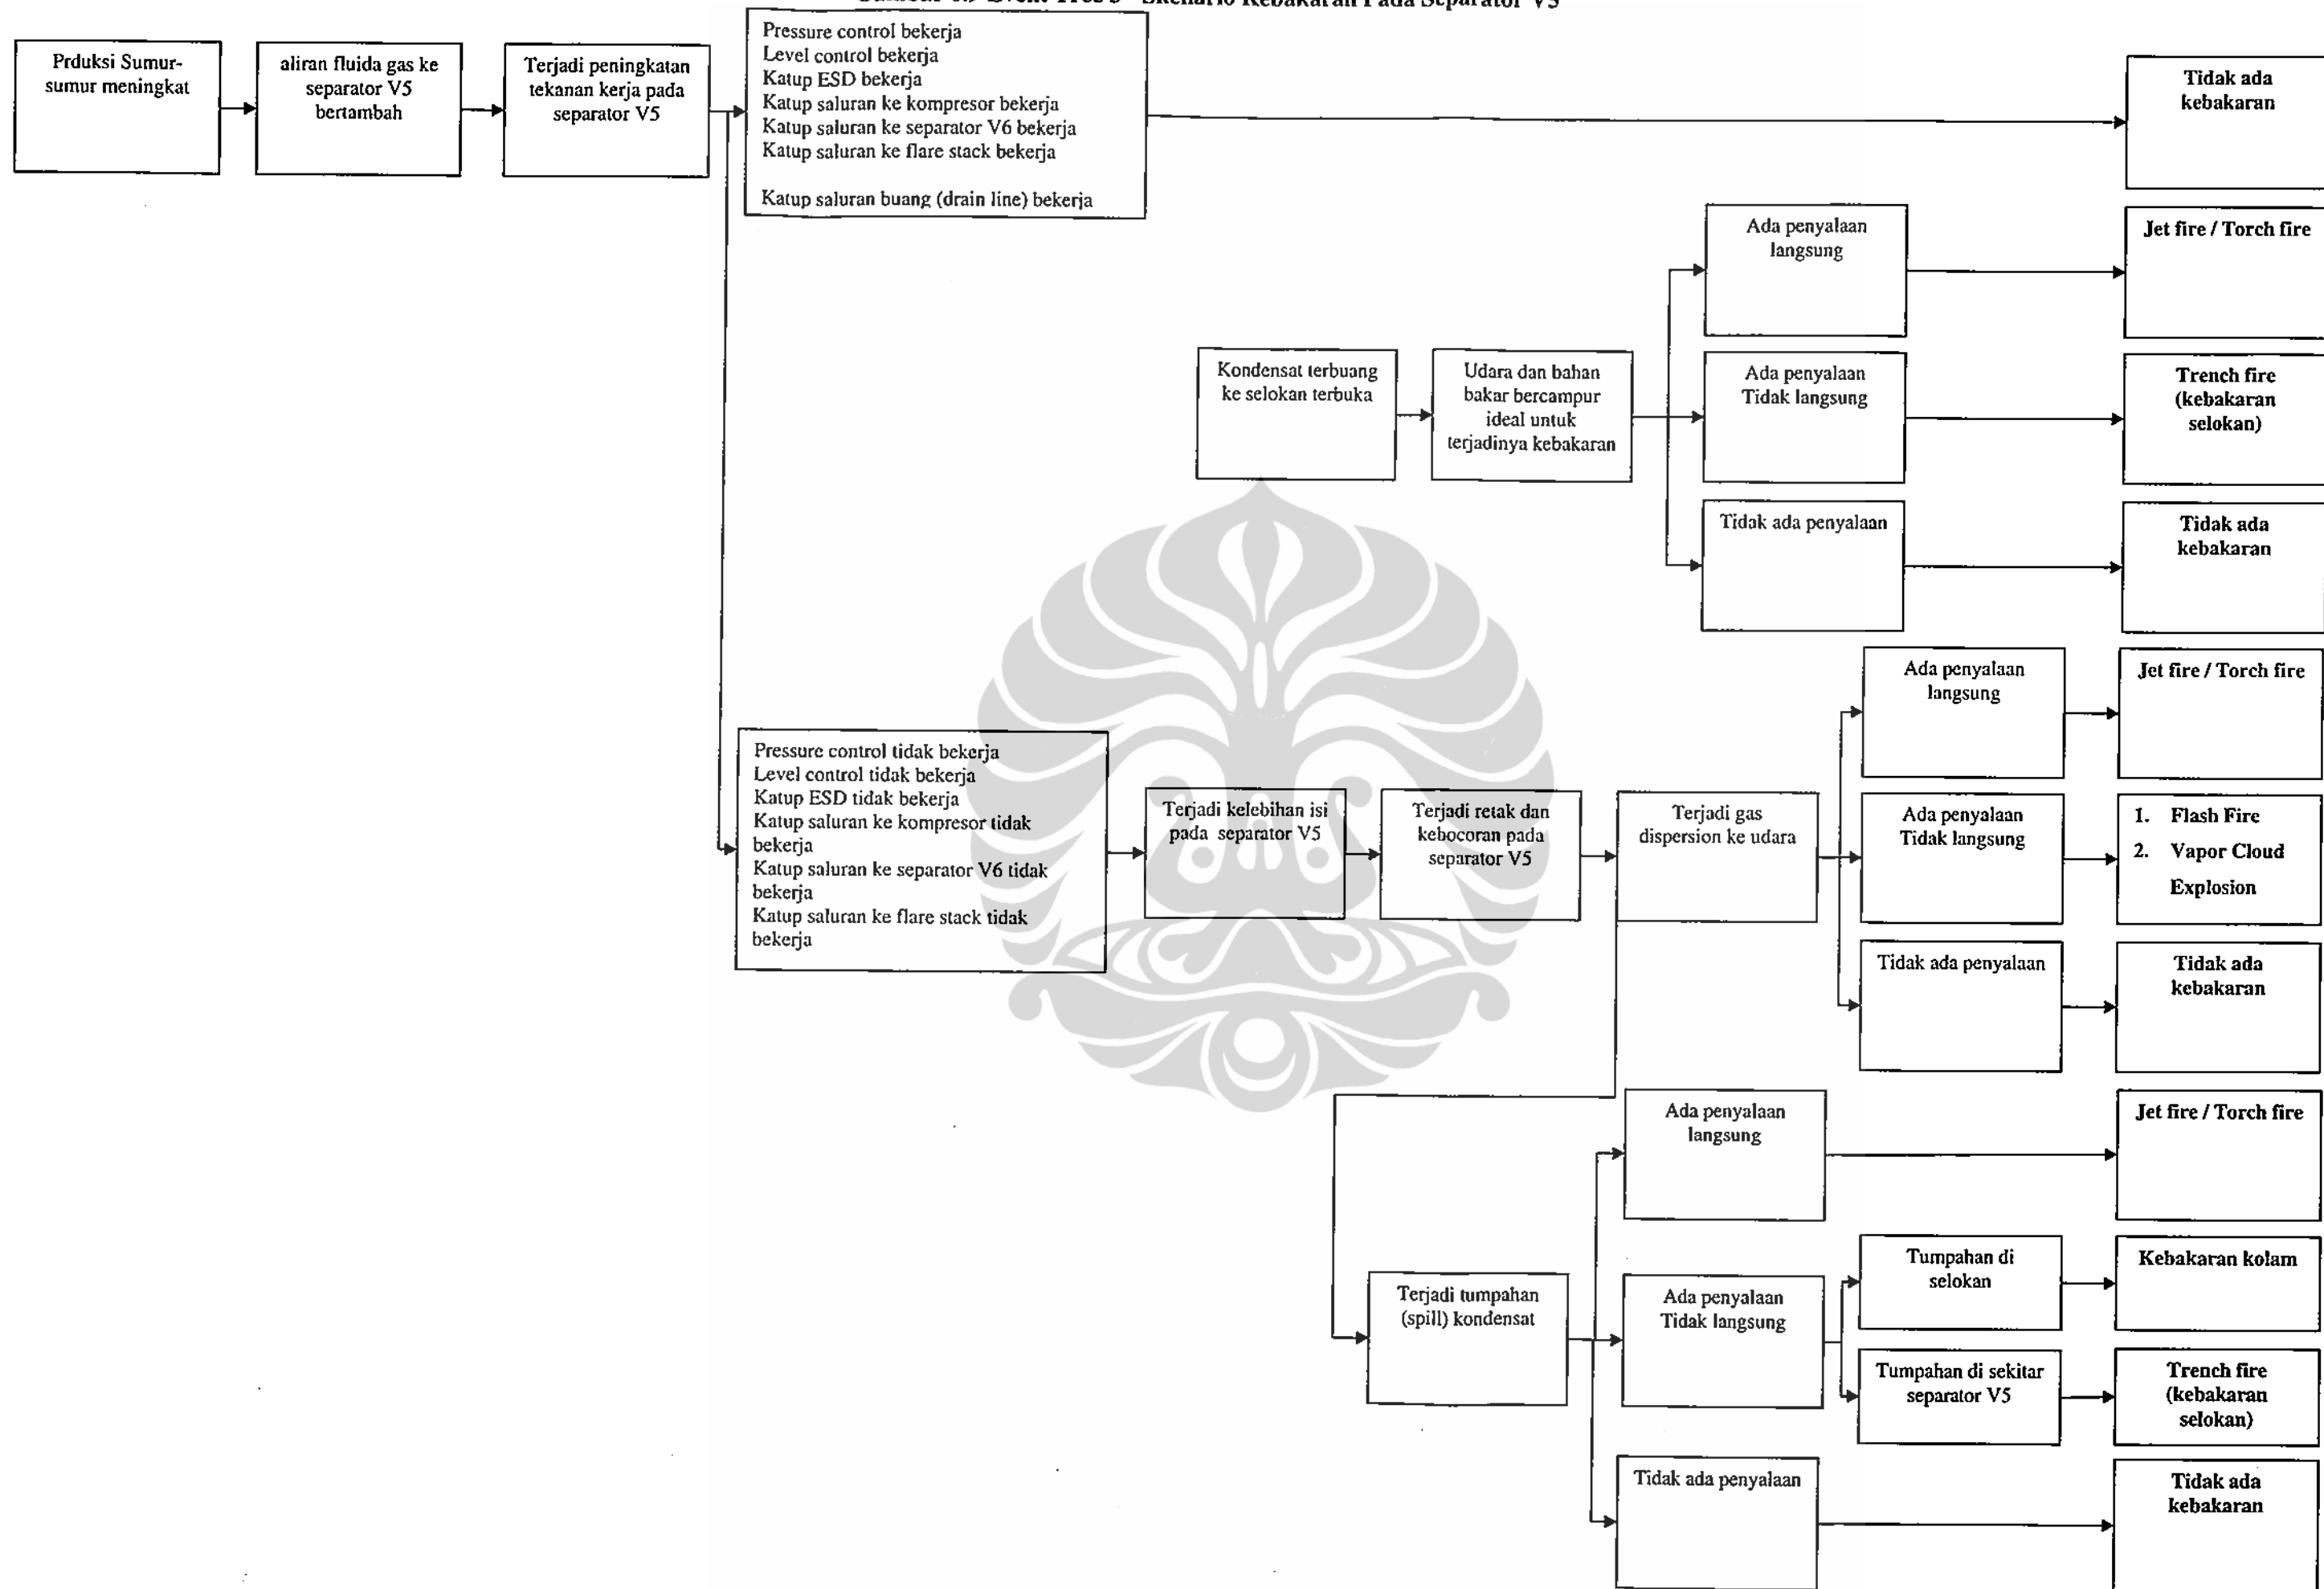 Event Tree 3 Skenario Kebakaran Pada Separator V5
Prduksi Sumur-
sumur meningkat
aliran fluida gas ke
separator V5
bertambah
Terjadi peningkatan
tekanan kerja pada
separator V5
Pressure control bekerja
Level control bekerja
Katup ESD bekerja
Katup saluran ke kompresor bekerja
Katup saluran ke separator V6 bekerja
Katup saluran ke flare stack bekerja
Katup saluran buang (drain line) bekerja
Tidak ada
kebakaran
Ada penyalaan
langsung
Jet fire / Torch fire
Kondensat terbuang
ke selokan terbuka
Udara dan bahan
bakar bercampur
ideal untuk
terjadinya kebakaran
Ada penyalaan
Tidak langsung
Trench fire
(kebakaran
selokan)
Tidak ada penyalaan
Tidak ada
kebakaran
Pressure control tidak bekerja
Level control tidak bekerja
Katup ESD tidak bekerja
Katup saluran ke kompresor tidak
bekerja
Katup saluran ke separator V6 tidak
bekerja
Katup saluran ke flare stack tidak
bekerja
Terjadi kelebihan isi
pada separator V5
Terjadi retak dan
kebocoran pada
separator V5
Terjadi gas
dispersion ke udara
Ada penyalaan
langsung
Jet fire / Torch fire
Ada penyalaan
Tidak langsung
1. Flash Fire
2. Vapor Cloud
Explosion
Tidak ada penyalaan
Tidak ada
kebakaran
Ada penyalaan
langsung
Jet fire / Torch fire
Terjadi tumpahan
(spill) kondensat
Ada penyalaan
Tidak langsung
Tumpahan di
selokan
Kebakaran kolam
Tumpahan di sekitar
separator V5
Trench fire
(kebakaran
selokan)
Tidak ada penyalaan
Tidak ada
kebakaran